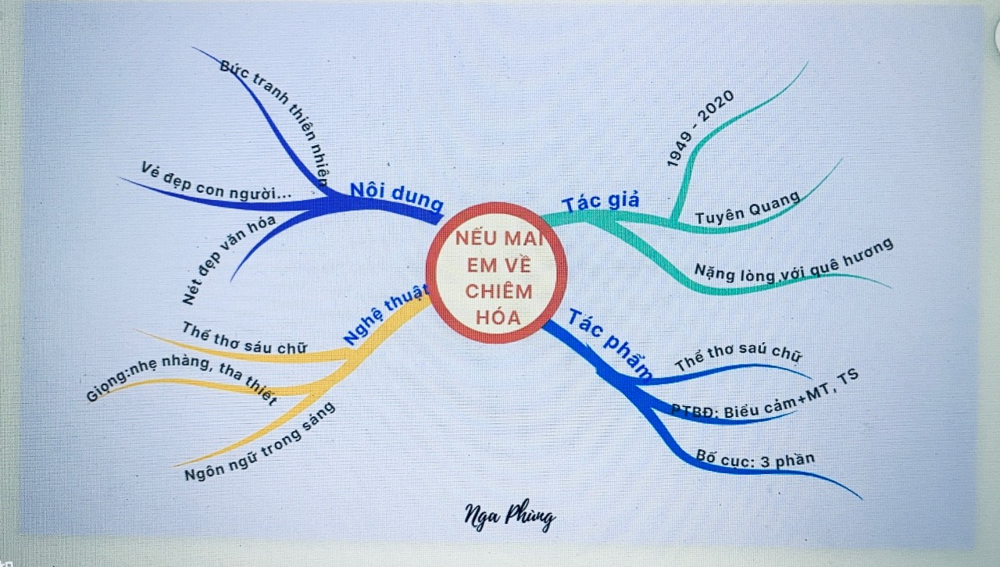 NẾU MAI
EM VỀ
CHIÊM
HÓA
Nôi dung
Bức tranh thiên nhiên
Vẻ đẹp con người...
Nét đẹp văn hóa
Nghệ thuật
Thể thơ sáu chữ
Giọng:nhẹ nhàng, tha thiết
Ngôn ngữ trong sáng
Tác giả
1949 - 2020
Tuyên Quang
Nặng lòng với quê hương
Tác phẩm
Thể thơ saú chữ
PTBĐ: Biểu cảm+MT, TS
Bố cục: 3 phần
Nga Phùng